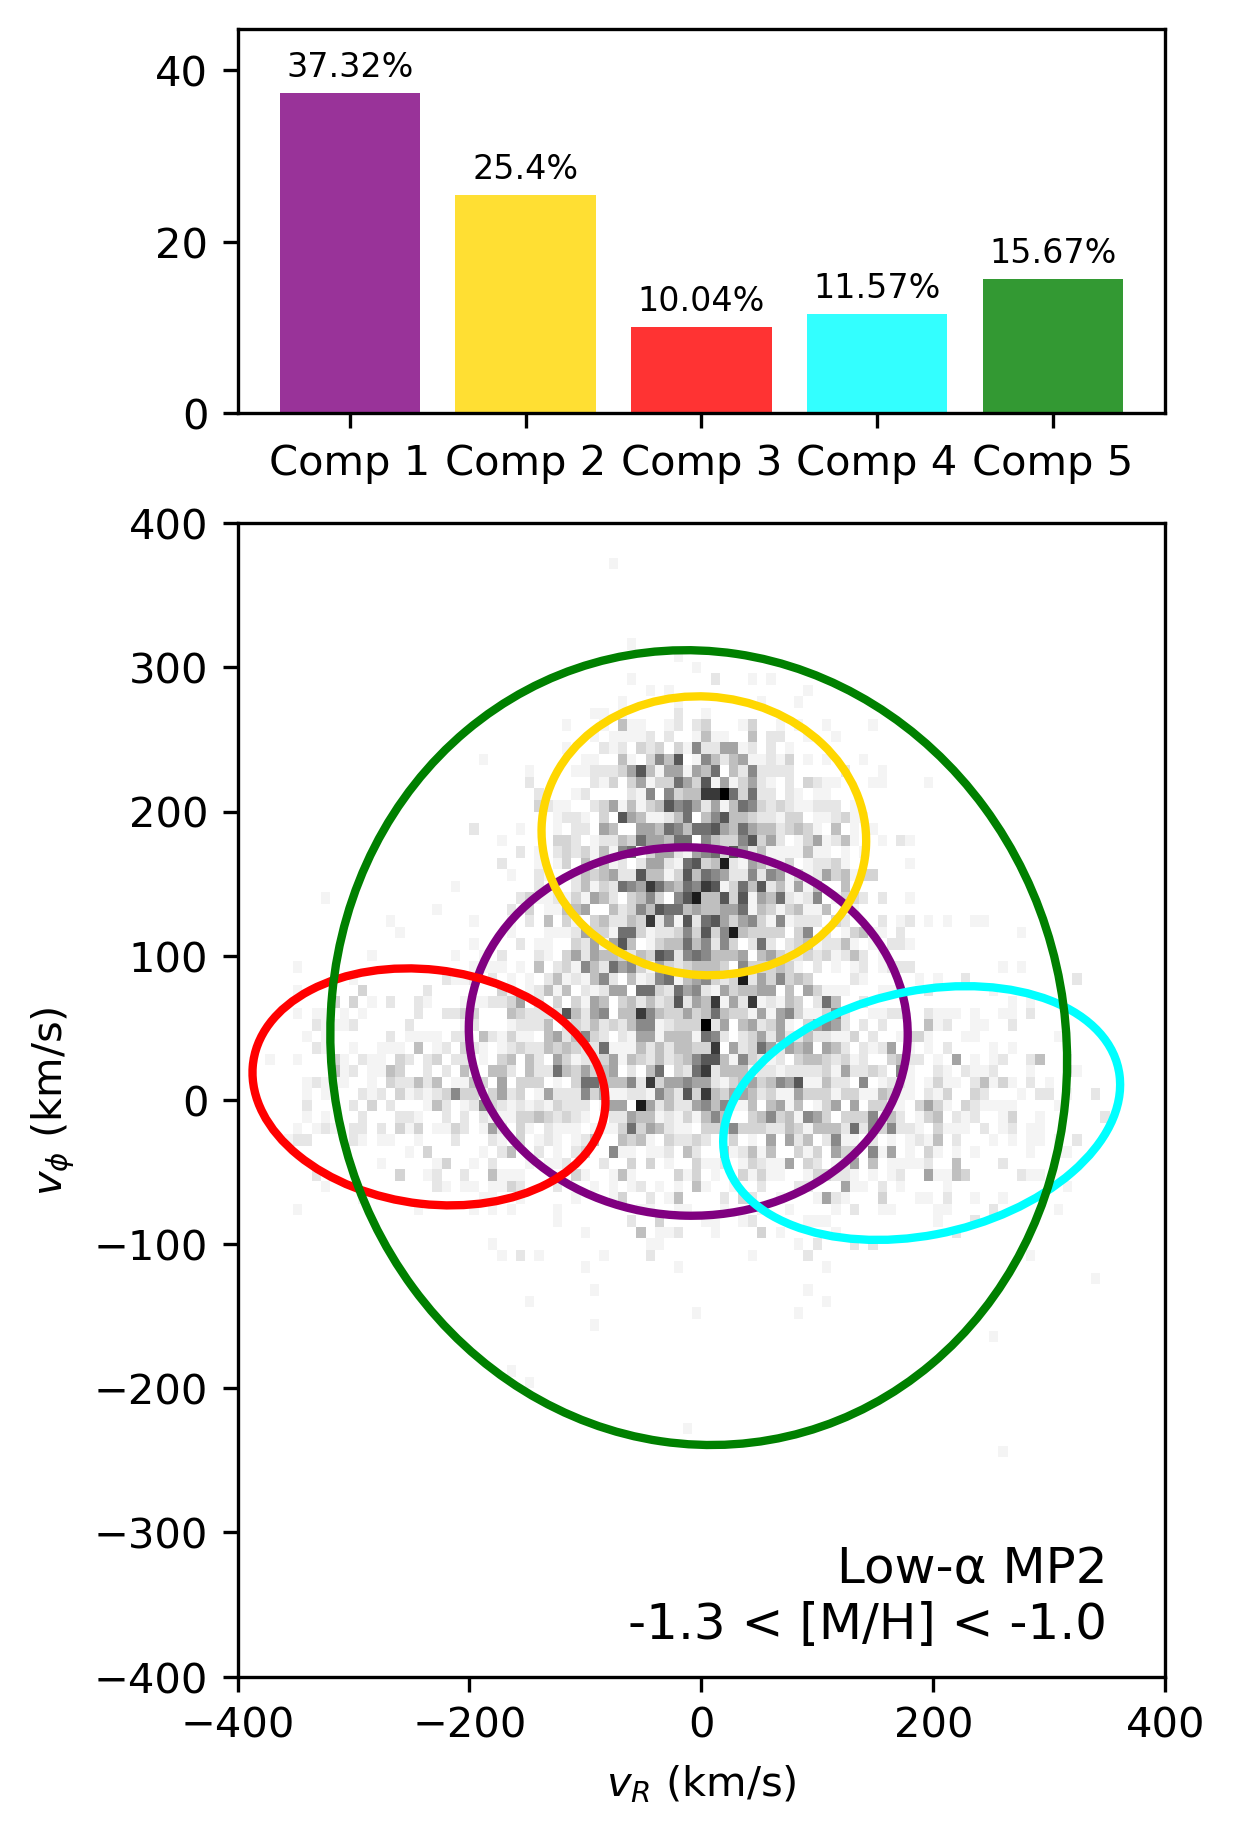 40
20
0
37.32%
25.4%
10.04%
11.57%
15.67%
Comp 1 Comp 2 Comp 3 Comp 4 Comp 5
400
300
200
100
0
−100
−200
−300
−400
v_ϕ (km/s)
Low-α MP2
-1.3 < [M/H] < -1.0
−400 −200 0 200 400
v_R (km/s)